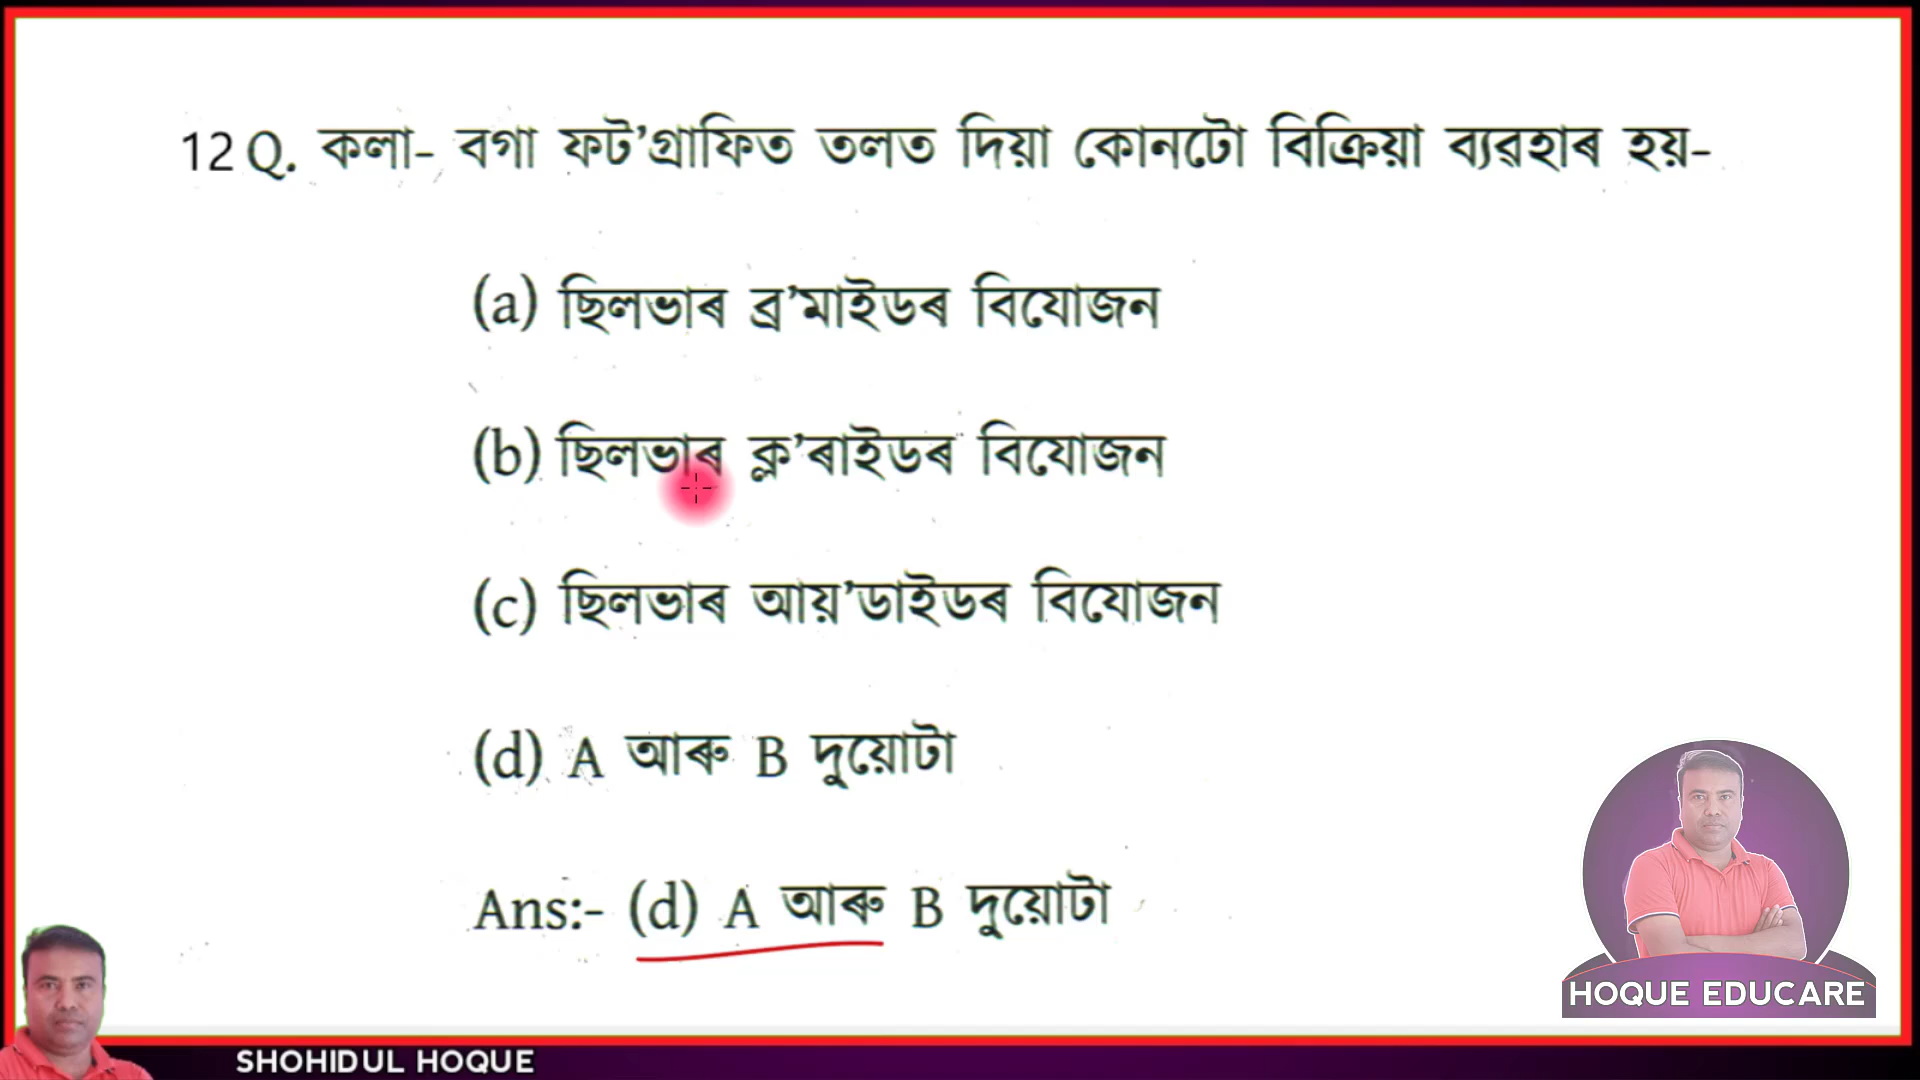 12 Q. কলা- বগা ফট’গ্ৰাফিত তলত দিয়া কোনটো বিক্ৰিয়া ব্যৱহাৰ হয়-
(a) ছিলভাৰ ব্ৰ’মাইডৰ বিযোজন
(b) ছিলভাৰ ক্ল’ৰাইডৰ বিযোজন
(c) ছিলভাৰ আয়’ডাইডৰ বিযোজন
(d) A আৰু B দুয়োটা
Ans:- (d) A আৰু B দুয়োটা
HOQUE EDUCARE
SHOHIDUL HOQUE